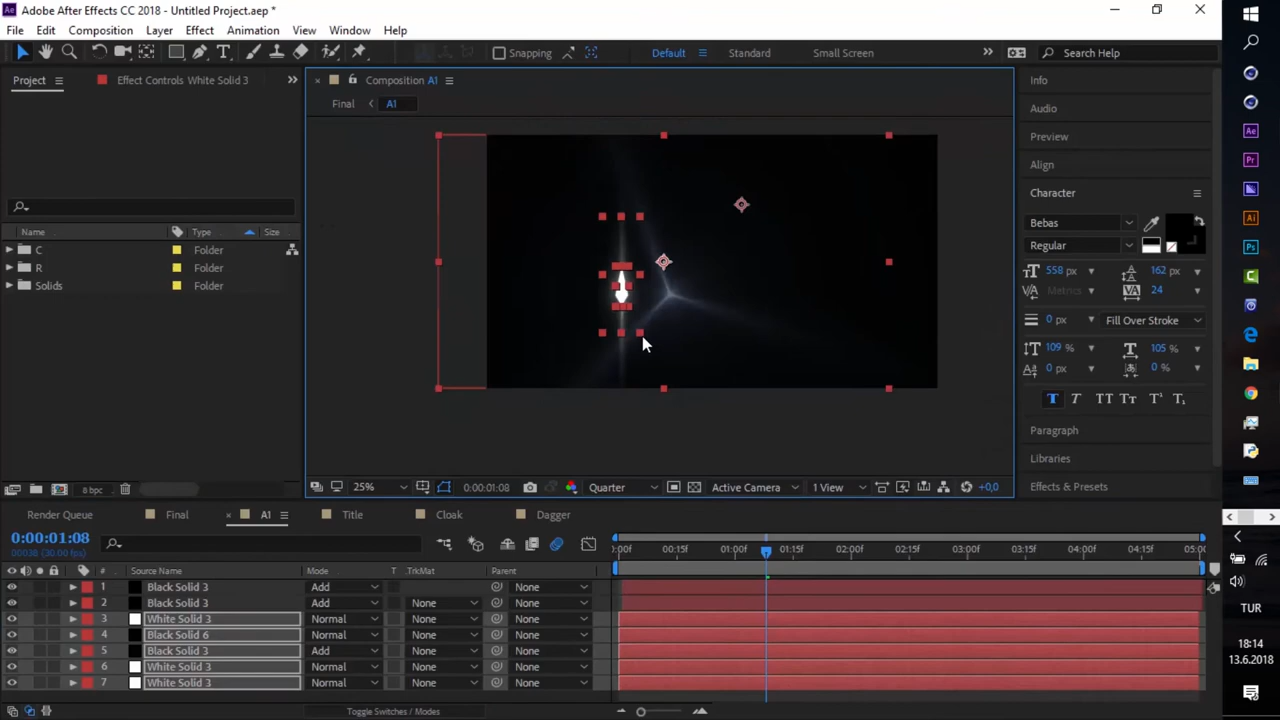 Adobe After Effects CC 2018 - Untitled Project.aep *
File Edit Composition Layer Effect Animation View Window Help
Snapping Default Standard Small Screen Search Help
Project Effect Controls White Solid 3 Composition A1 Info
Final A1
Audio
Preview
Align
Character
Bebas
Name Type Size
Regular
C Folder
R Folder
558 px 162 px
Solids Folder
Metrics 24
0 px Fill Over Stroke
109 % 105 %
0 px 0 %
T T TT Tt T¹ T₁
Paragraph
Libraries
8 bpc 25% 0:00:01:08 Quarter Active Camera 1 View +0,0 Effects & Presets
Render Queue Final A1 Title Cloak Dagger
0:00:01:08
00038 (30.00 fps)
:00f 00:15f 01:00f 01:15f 02:00f 02:15f 03:00f 03:15f 04:00f 04:15f 05:00f
# Source Name Mode T .TrkMat Parent
1 Black Solid 3 Add None
2 Black Solid 3 Add None None
3 White Solid 3 Normal None None
4 Black Solid 6 Normal None None
5 Black Solid 3 Add None None
6 White Solid 3 Normal None None
7 White Solid 3 Normal None None
Toggle Switches / Modes
Ae
Pr
Ai
Ps
TUR
18:14
13.6.2018